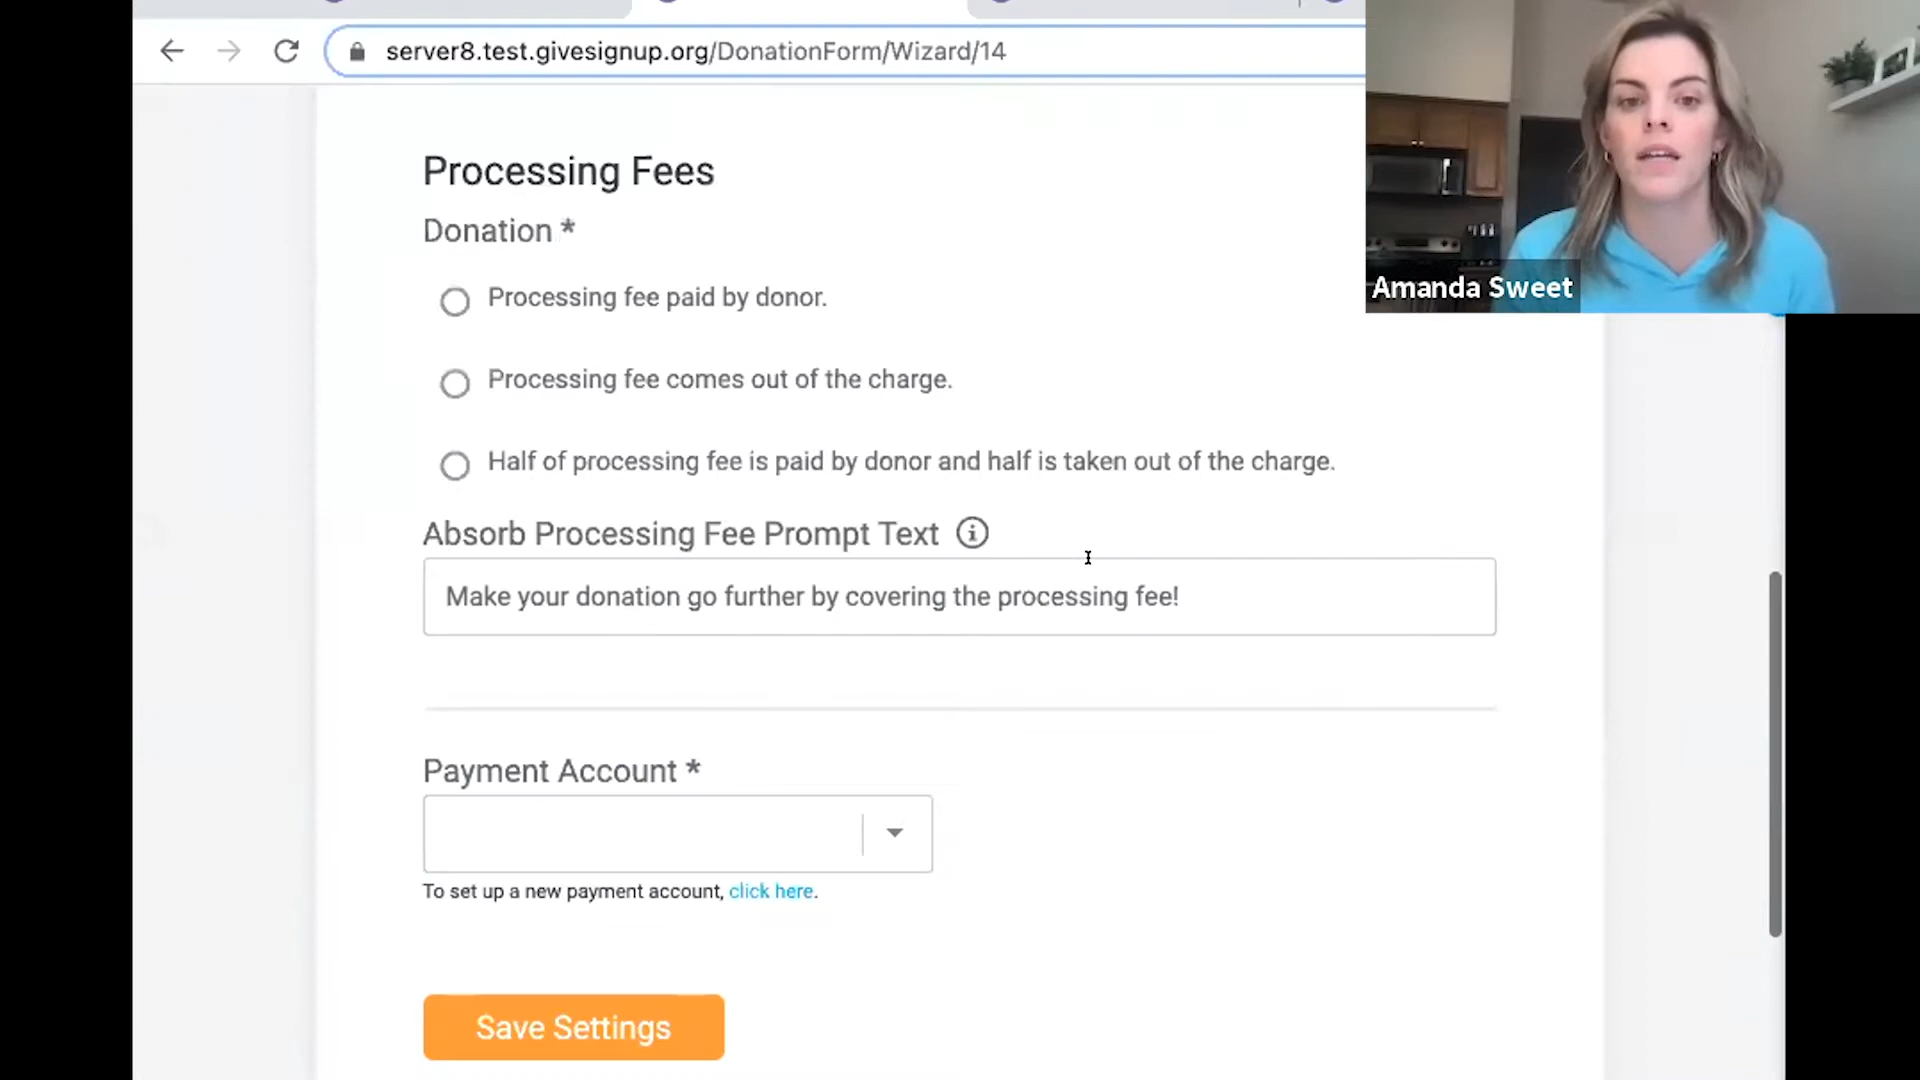 server8.test.givesignup.org/DonationForm/Wizard/14
Amanda Sweet
Processing Fees
Donation *
Processing fee paid by donor.
Processing fee comes out of the charge.
Half of processing fee is paid by donor and half is taken out of the charge.
Absorb Processing Fee Prompt Text
Make your donation go further by covering the processing fee!
Payment Account *
To set up a new payment account, click here.
Save Settings